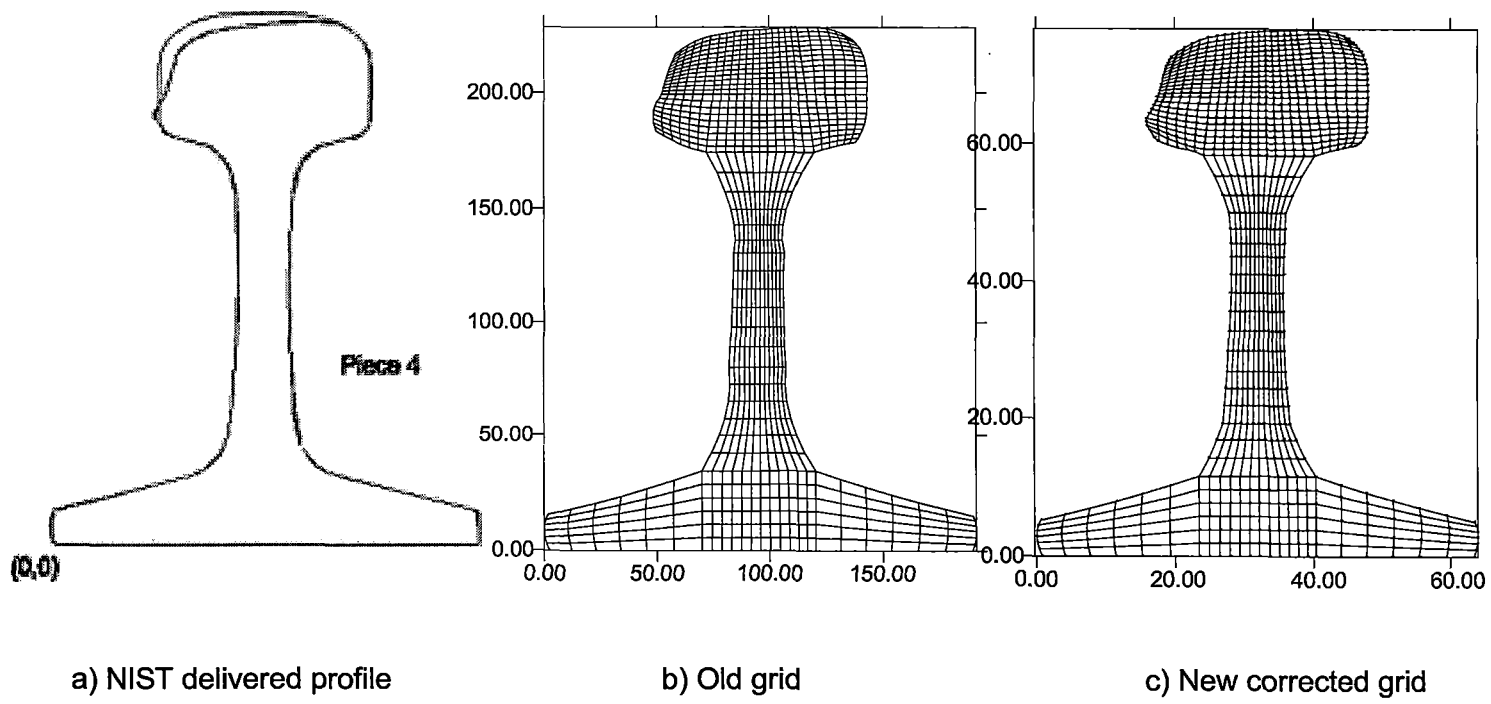 200.00
150.00
100.00
50.00
0.00
0.00 50.00 100.00 150.00
60.00
40.00
20.00
0.00
0.00 20.00 40.00 60.00
Piece 4
(0,0)
a) NIST delivered profile
b) Old grid
c) New corrected grid